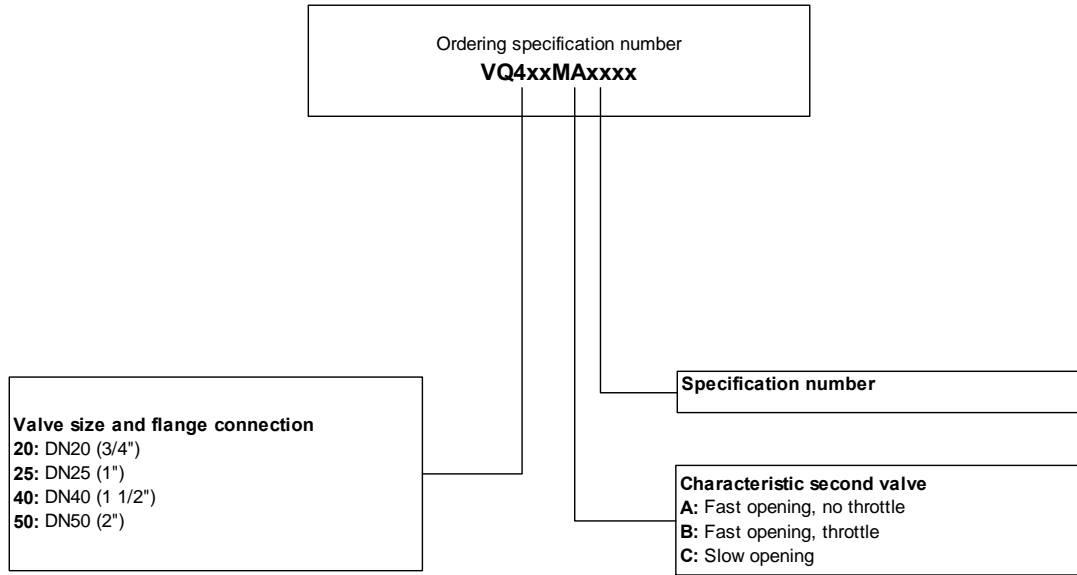 Ordering specification number
VQ4xxMAxxxx
Valve size and flange connection
20: DN20 (3/4")
25: DN25 (1")
40: DN40 (1 1/2")
50: DN50 (2")
Specification number
Characteristic second valve
A: Fast opening, no throttle
B: Fast opening, throttle
C: Slow opening